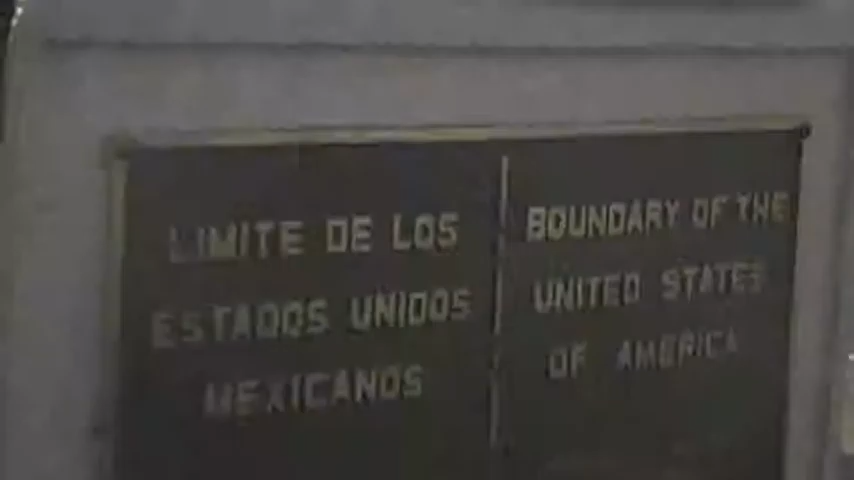 LIMITE DE LOS
ESTADOS UNIDOS
MEXICANOS
BOUNDARY OF THE
UNITED STATES
OF AMERICA